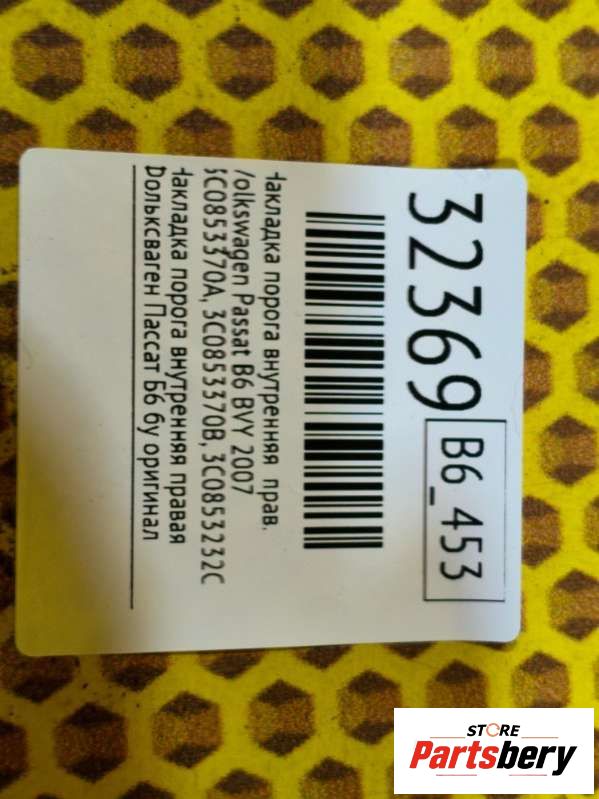 32369
B6_453
Накладка порога внутренняя прав.
Volkswagen Passat B6 BVY 2007
3C0853370A, 3C0853370B, 3C0853232C
Накладка порога внутренняя правая
Вольксваген Пассат Б6 бу оригинал
STORE
Partsbery